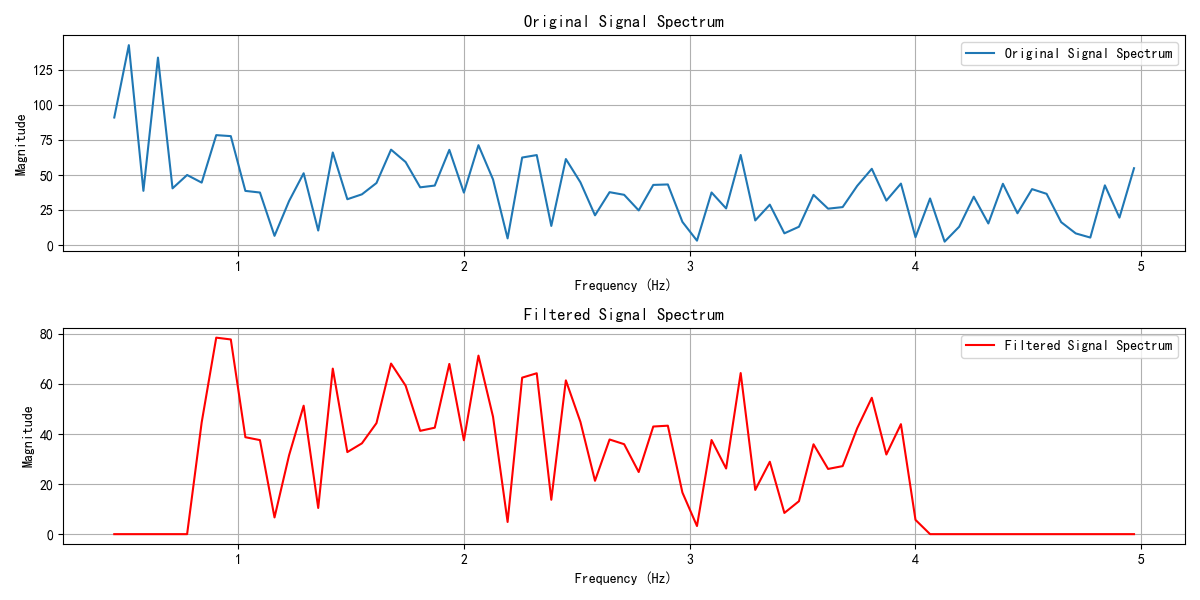 Original Signal Spectrum
Original Signal Spectrum
125
100
75
50
25
0
Magnitude
1 2 3 4 5
Frequency (Hz)
Filtered Signal Spectrum
Filtered Signal Spectrum
80
60
40
20
0
Magnitude
1 2 3 4 5
Frequency (Hz)